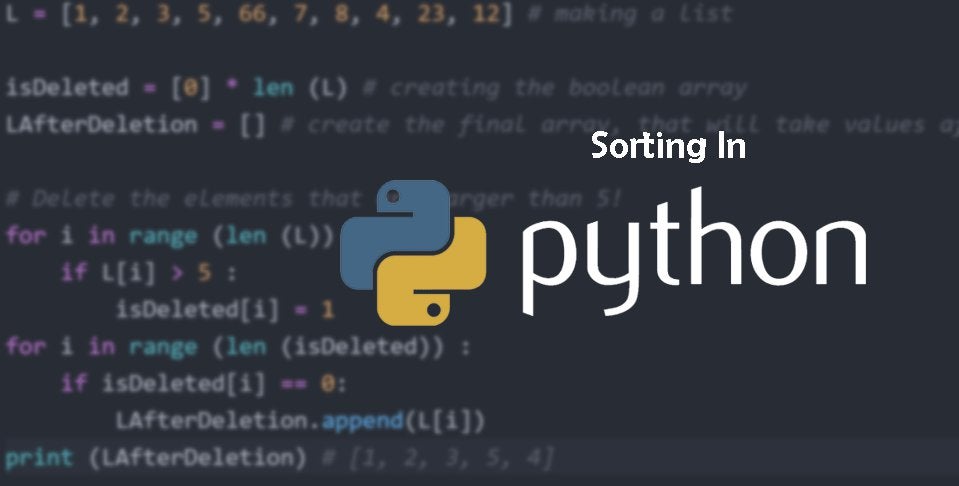 L = [1, 2, 3, 5, 66, 7, 8, 4, 23, 12] # making a list
isDeleted = [0] * len (L) # creating the boolean array
LAfterDeletion = [] # create the final array, that will take values
Sorting In
python
# Delete the elements that larger than 5!
for i in range (len (L))
if L[i] > 5 :
isDeleted[i] = 1
for i in range (len (isDeleted)) :
if isDeleted[i] == 0:
LAfterDeletion.append(L[i])
print (LAfterDeletion) # [1, 2, 3, 5, 4]